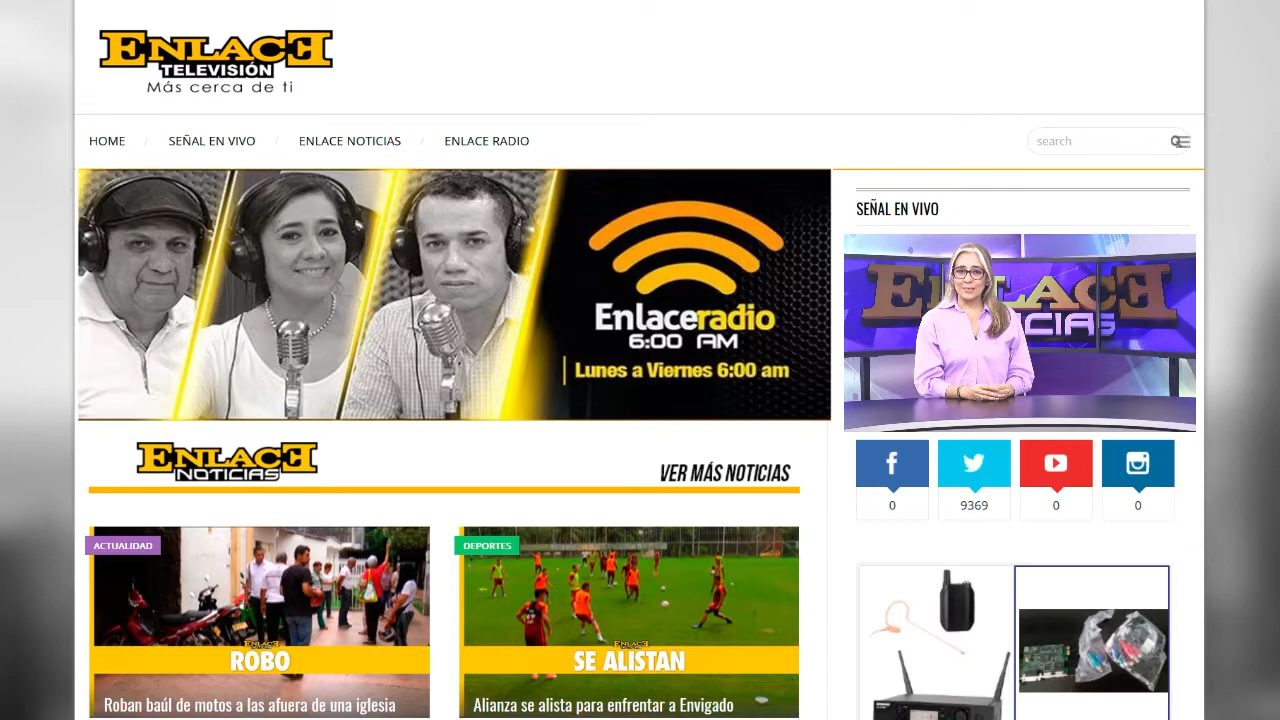 ENLACE
TELEVISIÓN
Más cerca de ti
HOME / SEÑAL EN VIVO / ENLACE NOTICIAS / ENLACE RADIO
search
Enlaceradio
6:00 AM
Lunes a Viernes 6:00 am
SEÑAL EN VIVO
ENLACE
CIAS
0 9369 0 0
ENLACE
NOTICIAS
VER MÁS NOTICIAS
ACTUALIDAD
ENLACE
ROBO
Roban baúl de motos a las afuera de una iglesia
DEPORTES
ENLACE
SE ALISTAN
Alianza se alista para enfrentar a Envigado